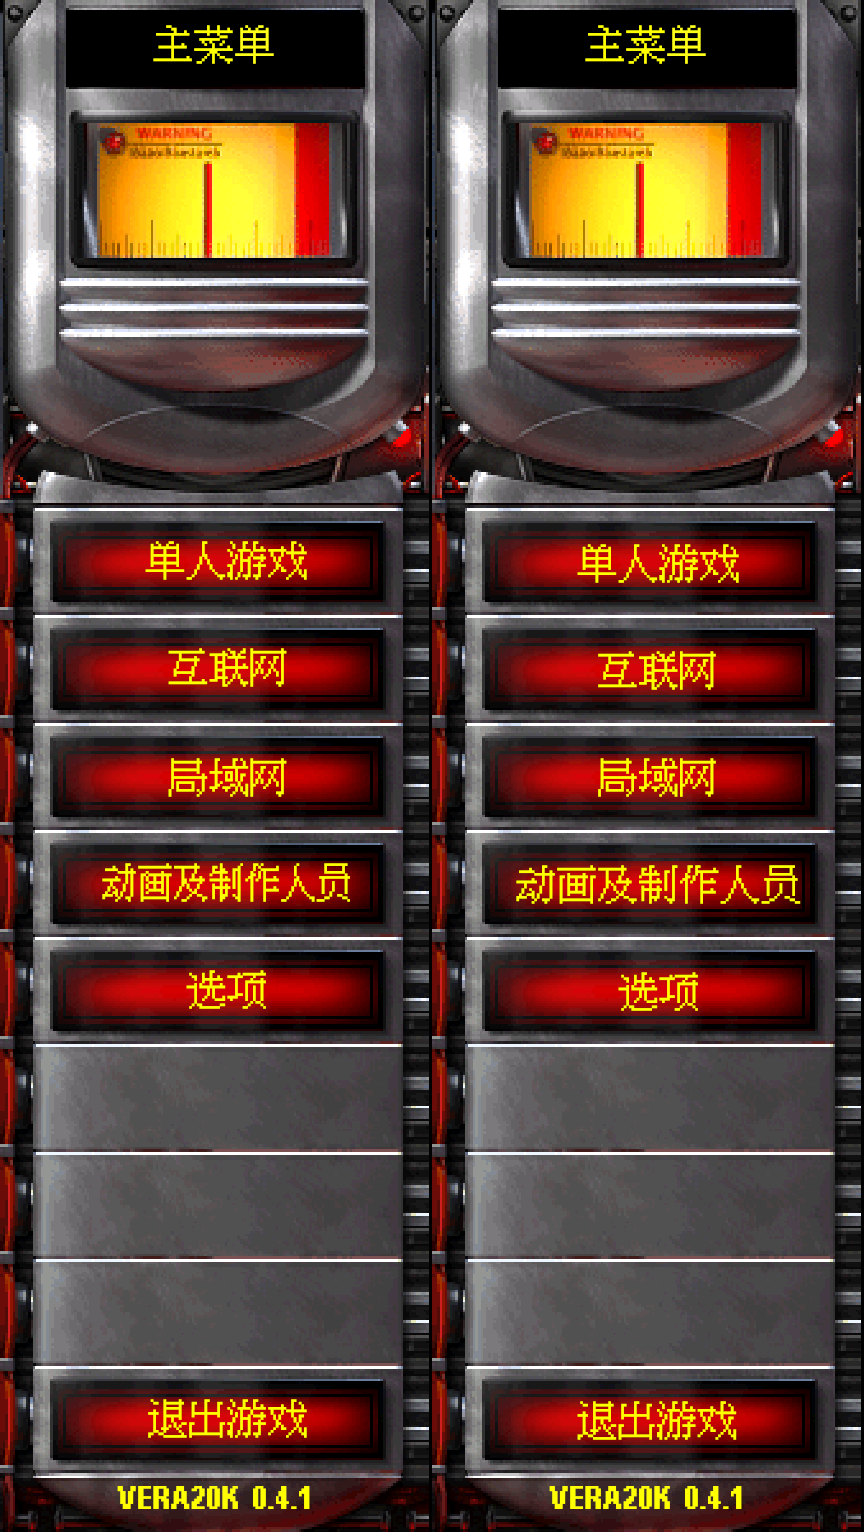 主菜单
WARNING
单人游戏
互联网
局域网
动画及制作人员
选项
退出游戏
VERA20K 0.4.1
主菜单
WARNING
单人游戏
互联网
局域网
动画及制作人员
选项
退出游戏
VERA20K 0.4.1